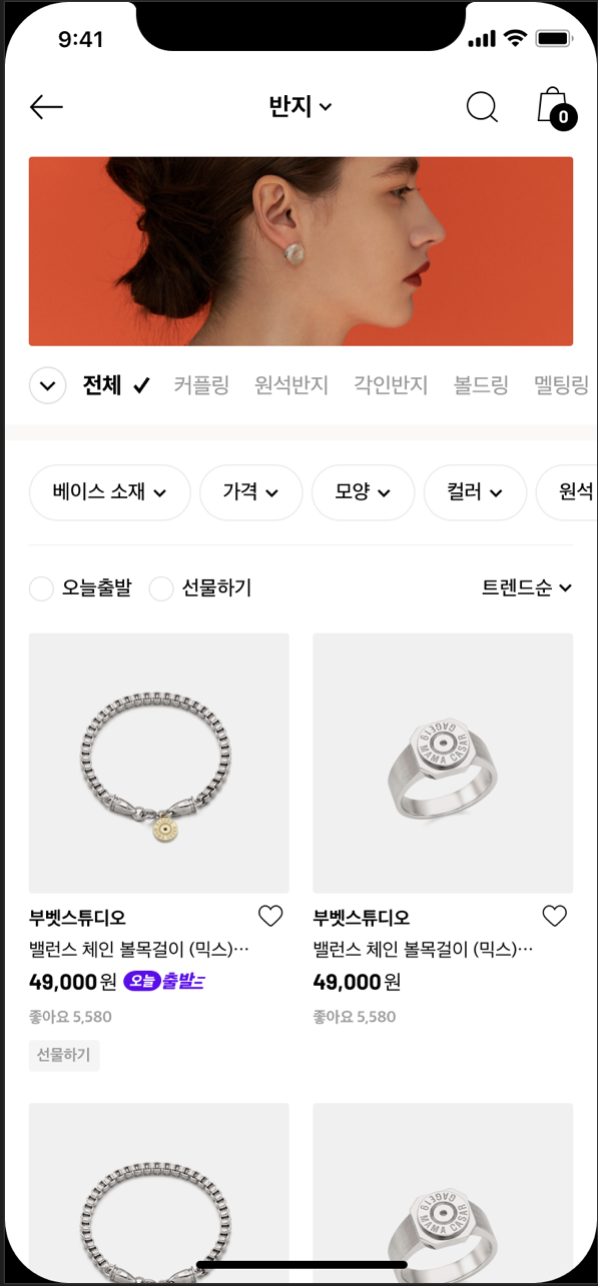 9:41
반지
0
전체 커플링 원석반지 각인반지 볼드링 멜팅링
베이스 소재 가격 모양 컬러 원석
오늘출발 선물하기 트렌드순
GAGE19 MAMA CASAR
부벳스튜디오
밸런스 체인 볼목걸이 (믹스)···
49,000원 오늘출발
좋아요 5,580
선물하기
부벳스튜디오
밸런스 체인 볼목걸이 (믹스)···
49,000원
좋아요 5,580
GAGE19 MAMA CASAR